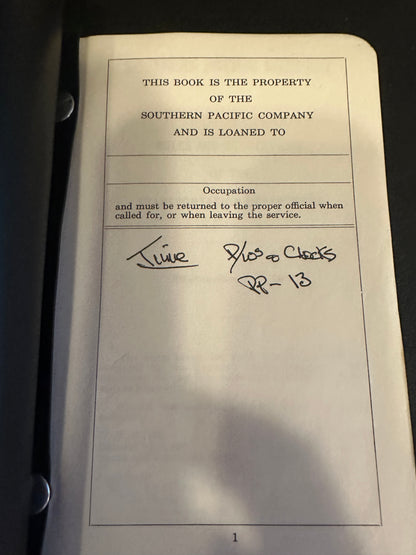 THIS BOOK IS THE PROPERTY
OF THE
SOUTHERN PACIFIC COMPANY
AND IS LOANED TO
Occupation
and must be returned to the proper official when
called for, or when leaving the service.
Time Checks
PP- 13
1